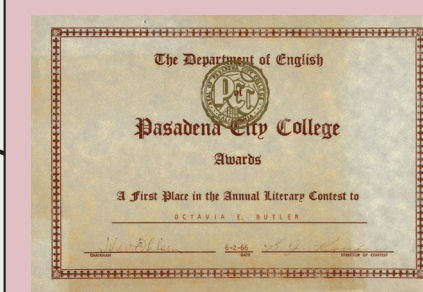 The Department of English
PCC
Pasadena City College
Awards
A First Place in the Annual Literary Contest to
OCTAVIA E. BUTLER
6-2-66
CHAIRMAN DATE DIRECTOR OF CONTEST